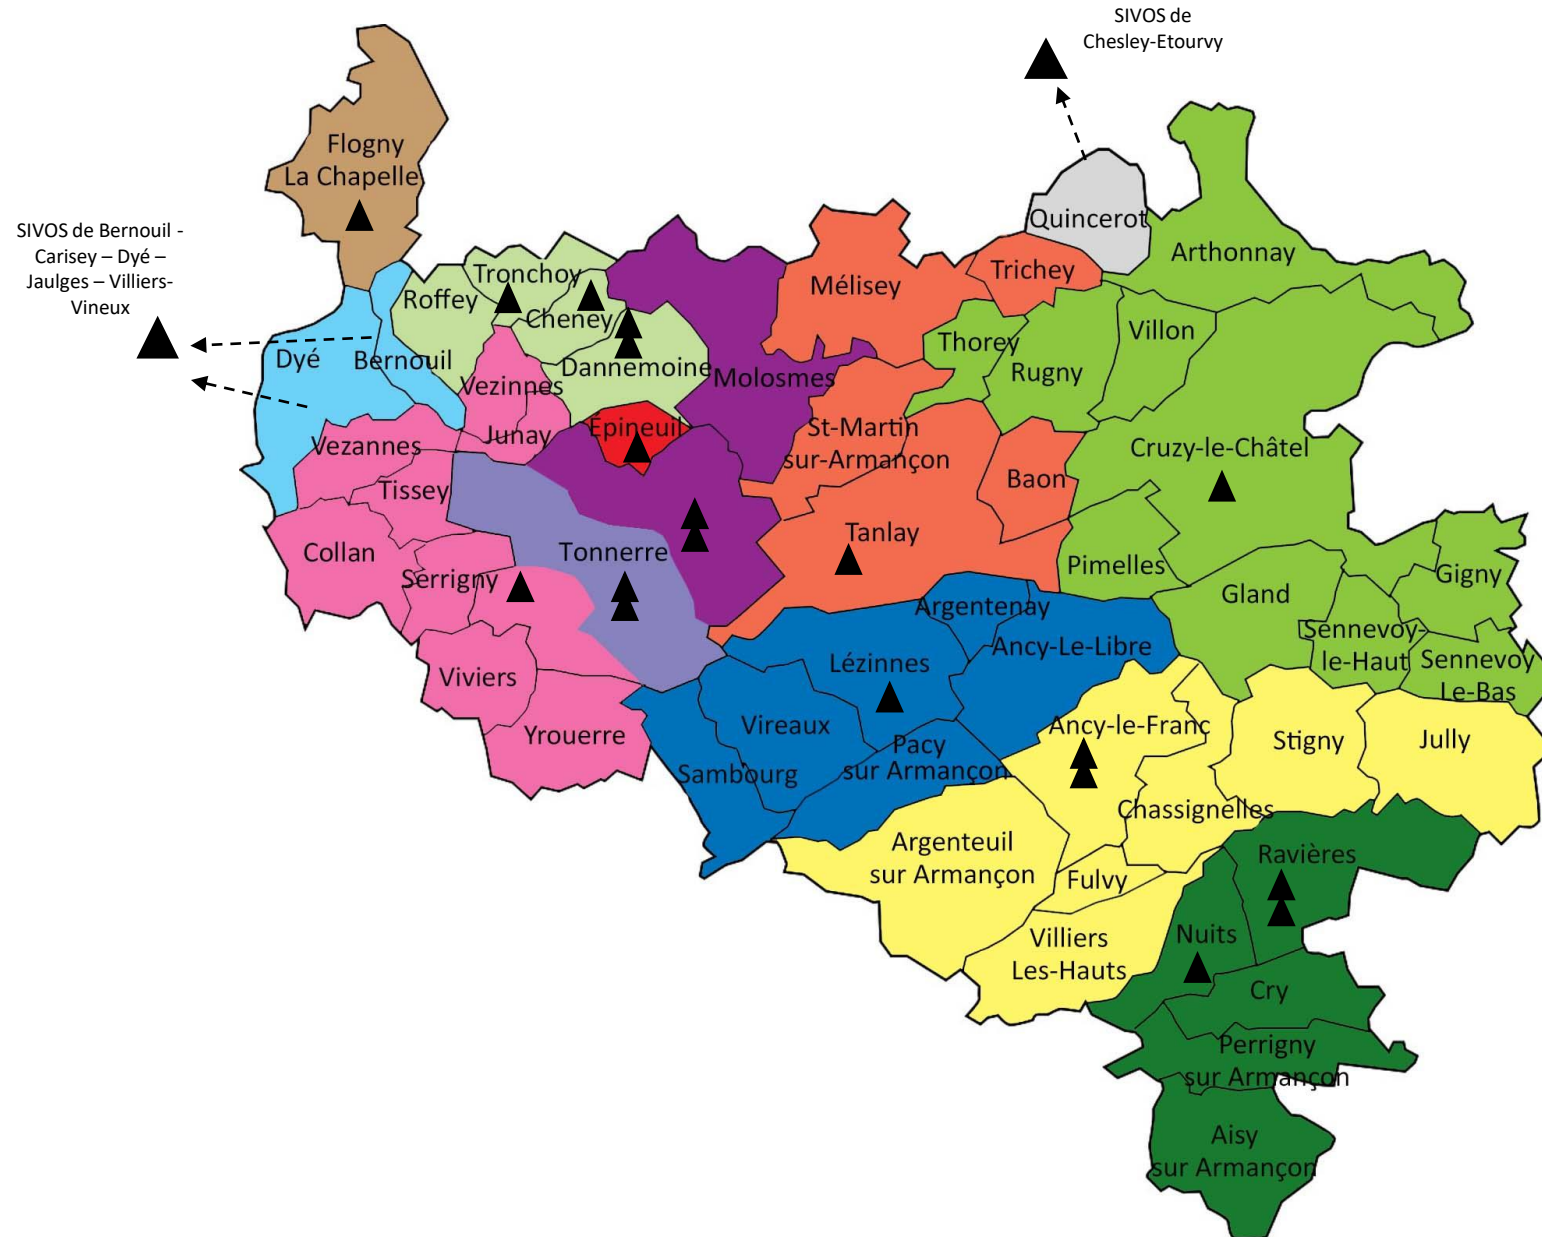 SIVOS de
Chesley-Etourvy
Flogny
La Chapelle
Quincerot
SIVOS de Bernouil -
Carisey – Dyé –
Jaulges – Villiers-
Vineux
Arthonnay
Tronchoy
Trichey
Mélisey
Roffey
Cheney
Villon
Thorey
Dyé
Bernouil
Dannemoine
Rugny
Molosmes
Vezinnes
Epineuil
St-Martin
sur-Armançon
Junay
Vezannes
Cruzy-le-Châtel
Baon
Tissey
Tanlay
Collan
Tonnerre
Pimelles
Gigny
Serrigny
Gland
Argentenay
Sennevoy-
le-Haut
Ancy-Le-Libre
Sennevoy
Le-Bas
Lézinnes
Viviers
Vireaux
Ancy-le-Franc
Yrouerre
Stigny
Jully
Pacy
sur Armançon
Sambourg
Chassignelles
Argenteuil
sur Armançon
Ravières
Fulvy
Villiers
Les-Hauts
Nuits
Cry
Perrigny
sur Armançon
Aisy
sur Armançon